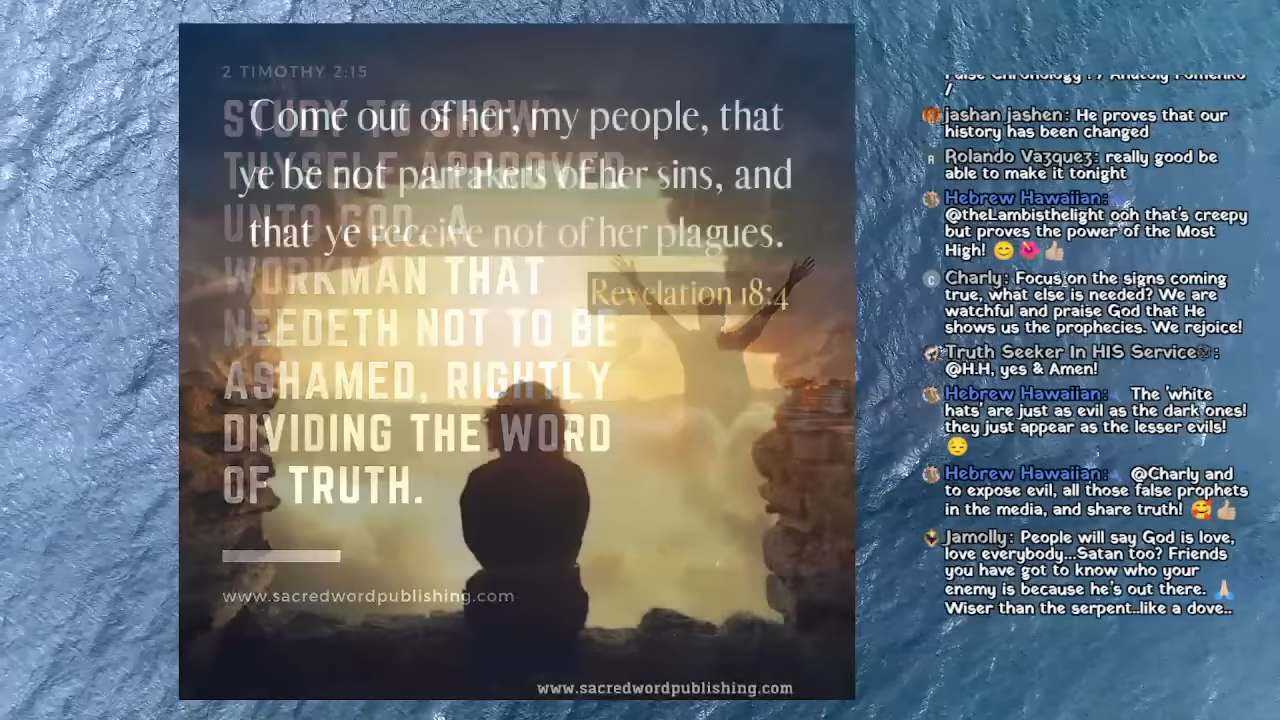 2 TIMOTHY 2:15
STUDY TO SHOW
THYSELF APPROVED
UNTO GOD, A
WORKMAN THAT
NEEDETH NOT TO BE
ASHAMED, RIGHTLY
DIVIDING THE WORD
OF TRUTH.
www.sacredwordpublishing.com
Come out of her, my people, that
ye be not partakers of her sins, and
that ye receive not of her plagues.
Revelation 18:4
www.sacredwordpublishing.com
False Chronology : / Anatoly Fomenko
/
jashan jashen: He proves that our
history has been changed
R Rolando Vazquez: really good be
able to make it tonight
Hebrew Hawaiian:
@theLambisthelight ooh that's creepy
but proves the power of the Most
High! 😊🌺👍🏼
C Charly: Focus on the signs coming
true, what else is needed? We are
watchful and praise God that He
shows us the prophecies. We rejoice!
Truth Seeker In HIS Service:
@H.H, yes & Amen!
Hebrew Hawaiian: The 'white
hats' are just as evil as the dark ones!
they just appear as the lesser evils!
😔
Hebrew Hawaiian: @Charly and
to expose evil, all those false prophets
in the media, and share truth! 🥰👍🏼
Jamolly: People will say God is love,
love everybody...Satan too? Friends
you have got to know who your
enemy is because he's out there. 🙏🏻
Wiser than the serpent..like a dove..